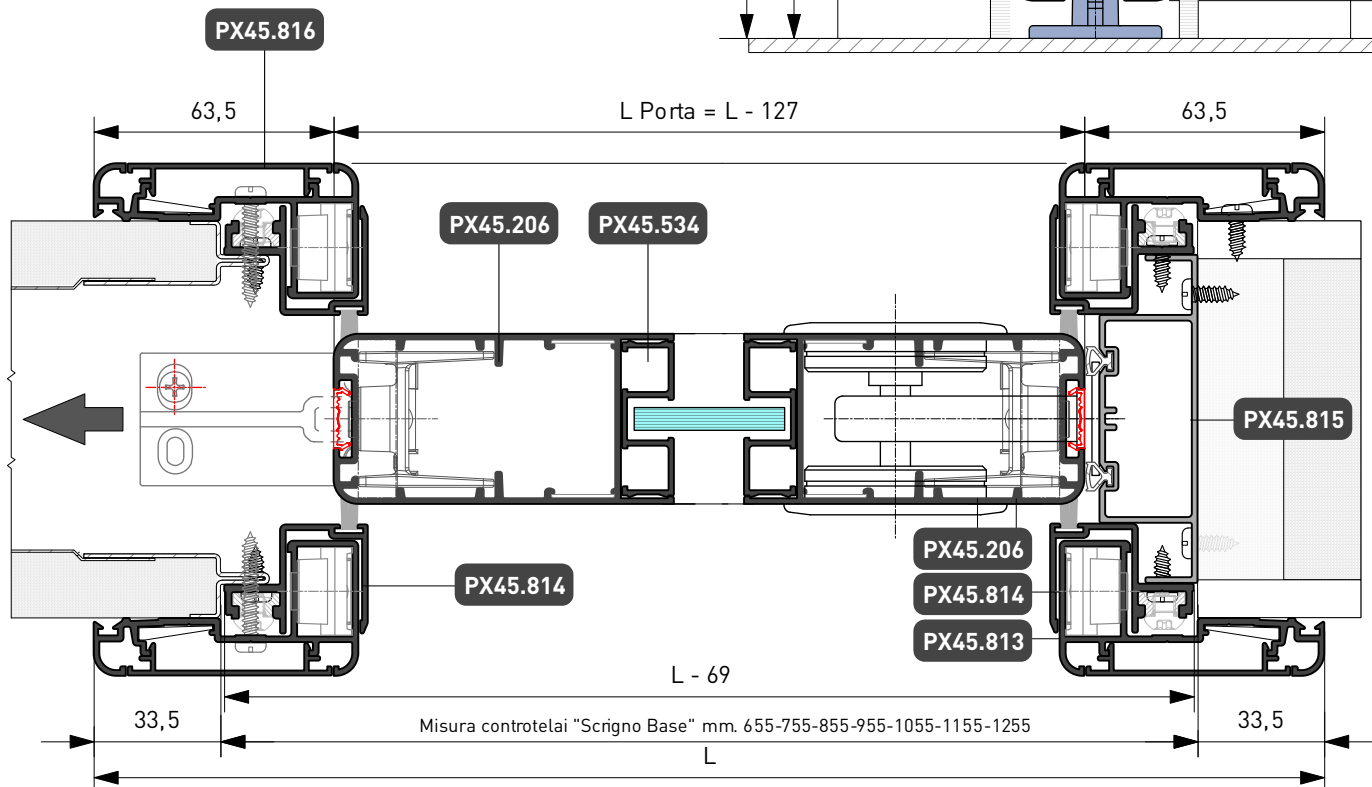 PX45.816
63,5
L Porta = L - 127
63,5
PX45.206
PX45.534
PX45.815
PX45.206
PX45.814
PX45.814
PX45.813
L - 69
33,5
Misura controtelai "Scrigno Base" mm. 655-755-855-955-1055-1155-1255
33,5
L